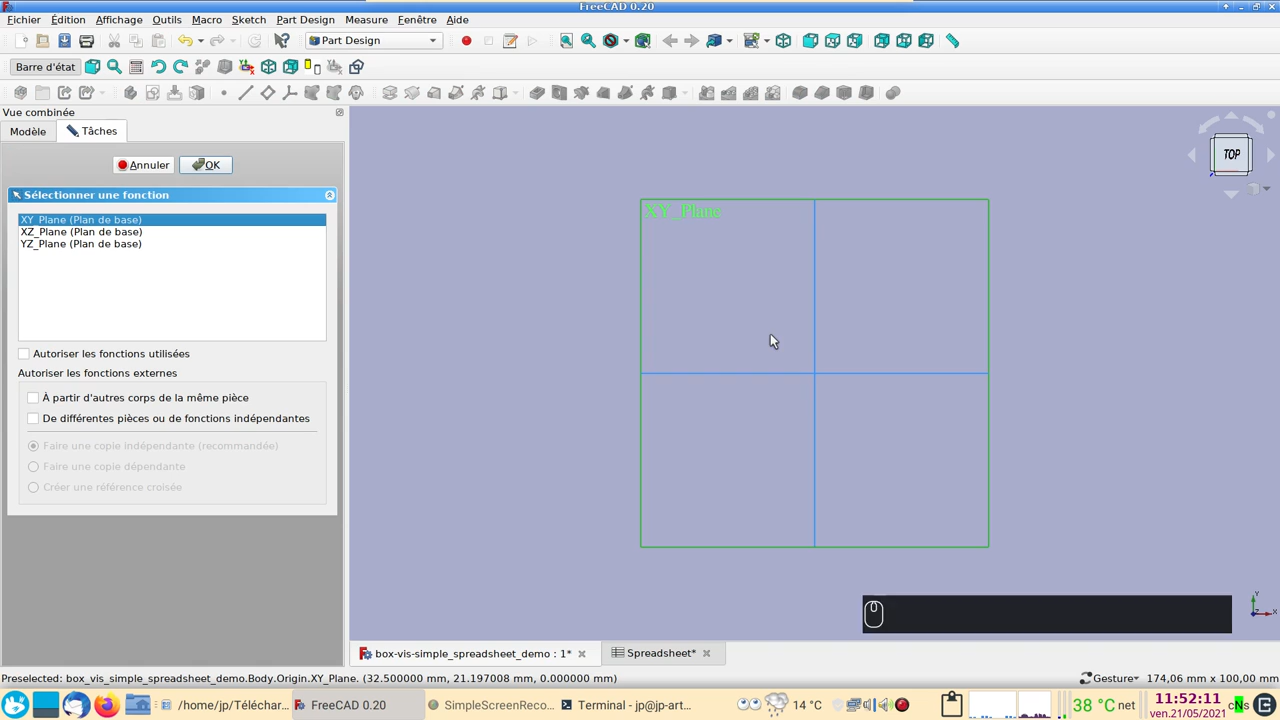 FreeCAD 0.20
Fichier Édition Affichage Outils Macro Sketch Part Design Measure Fenêtre Aide
Part Design
Barre d'état
Vue combinée
Modèle Tâches
Annuler OK
Sélectionner une fonction
XY_Plane (Plan de base)
XZ_Plane (Plan de base)
YZ_Plane (Plan de base)
Autoriser les fonctions utilisées
Autoriser les fonctions externes
À partir d'autres corps de la même pièce
De différentes pièces ou de fonctions indépendantes
Faire une copie indépendante (recommandée)
Faire une copie dépendante
Créer une référence croisée
XY_Plane
TOP
Y
Z X
box-vis-simple_spreadsheet_demo : 1* Spreadsheet*
Preselected: box_vis_simple_spreadsheet_demo.Body.Origin.XY_Plane. (32.500000 mm, 21.197008 mm, 0.000000 mm) Gesture 174,06 mm x 100,00 mm
/home/jp/Téléchar... FreeCAD 0.20 SimpleScreenReco... Terminal - jp@jp-art... 14 °C 38 °C net 11:52:11
ven.21/05/2021 cNs